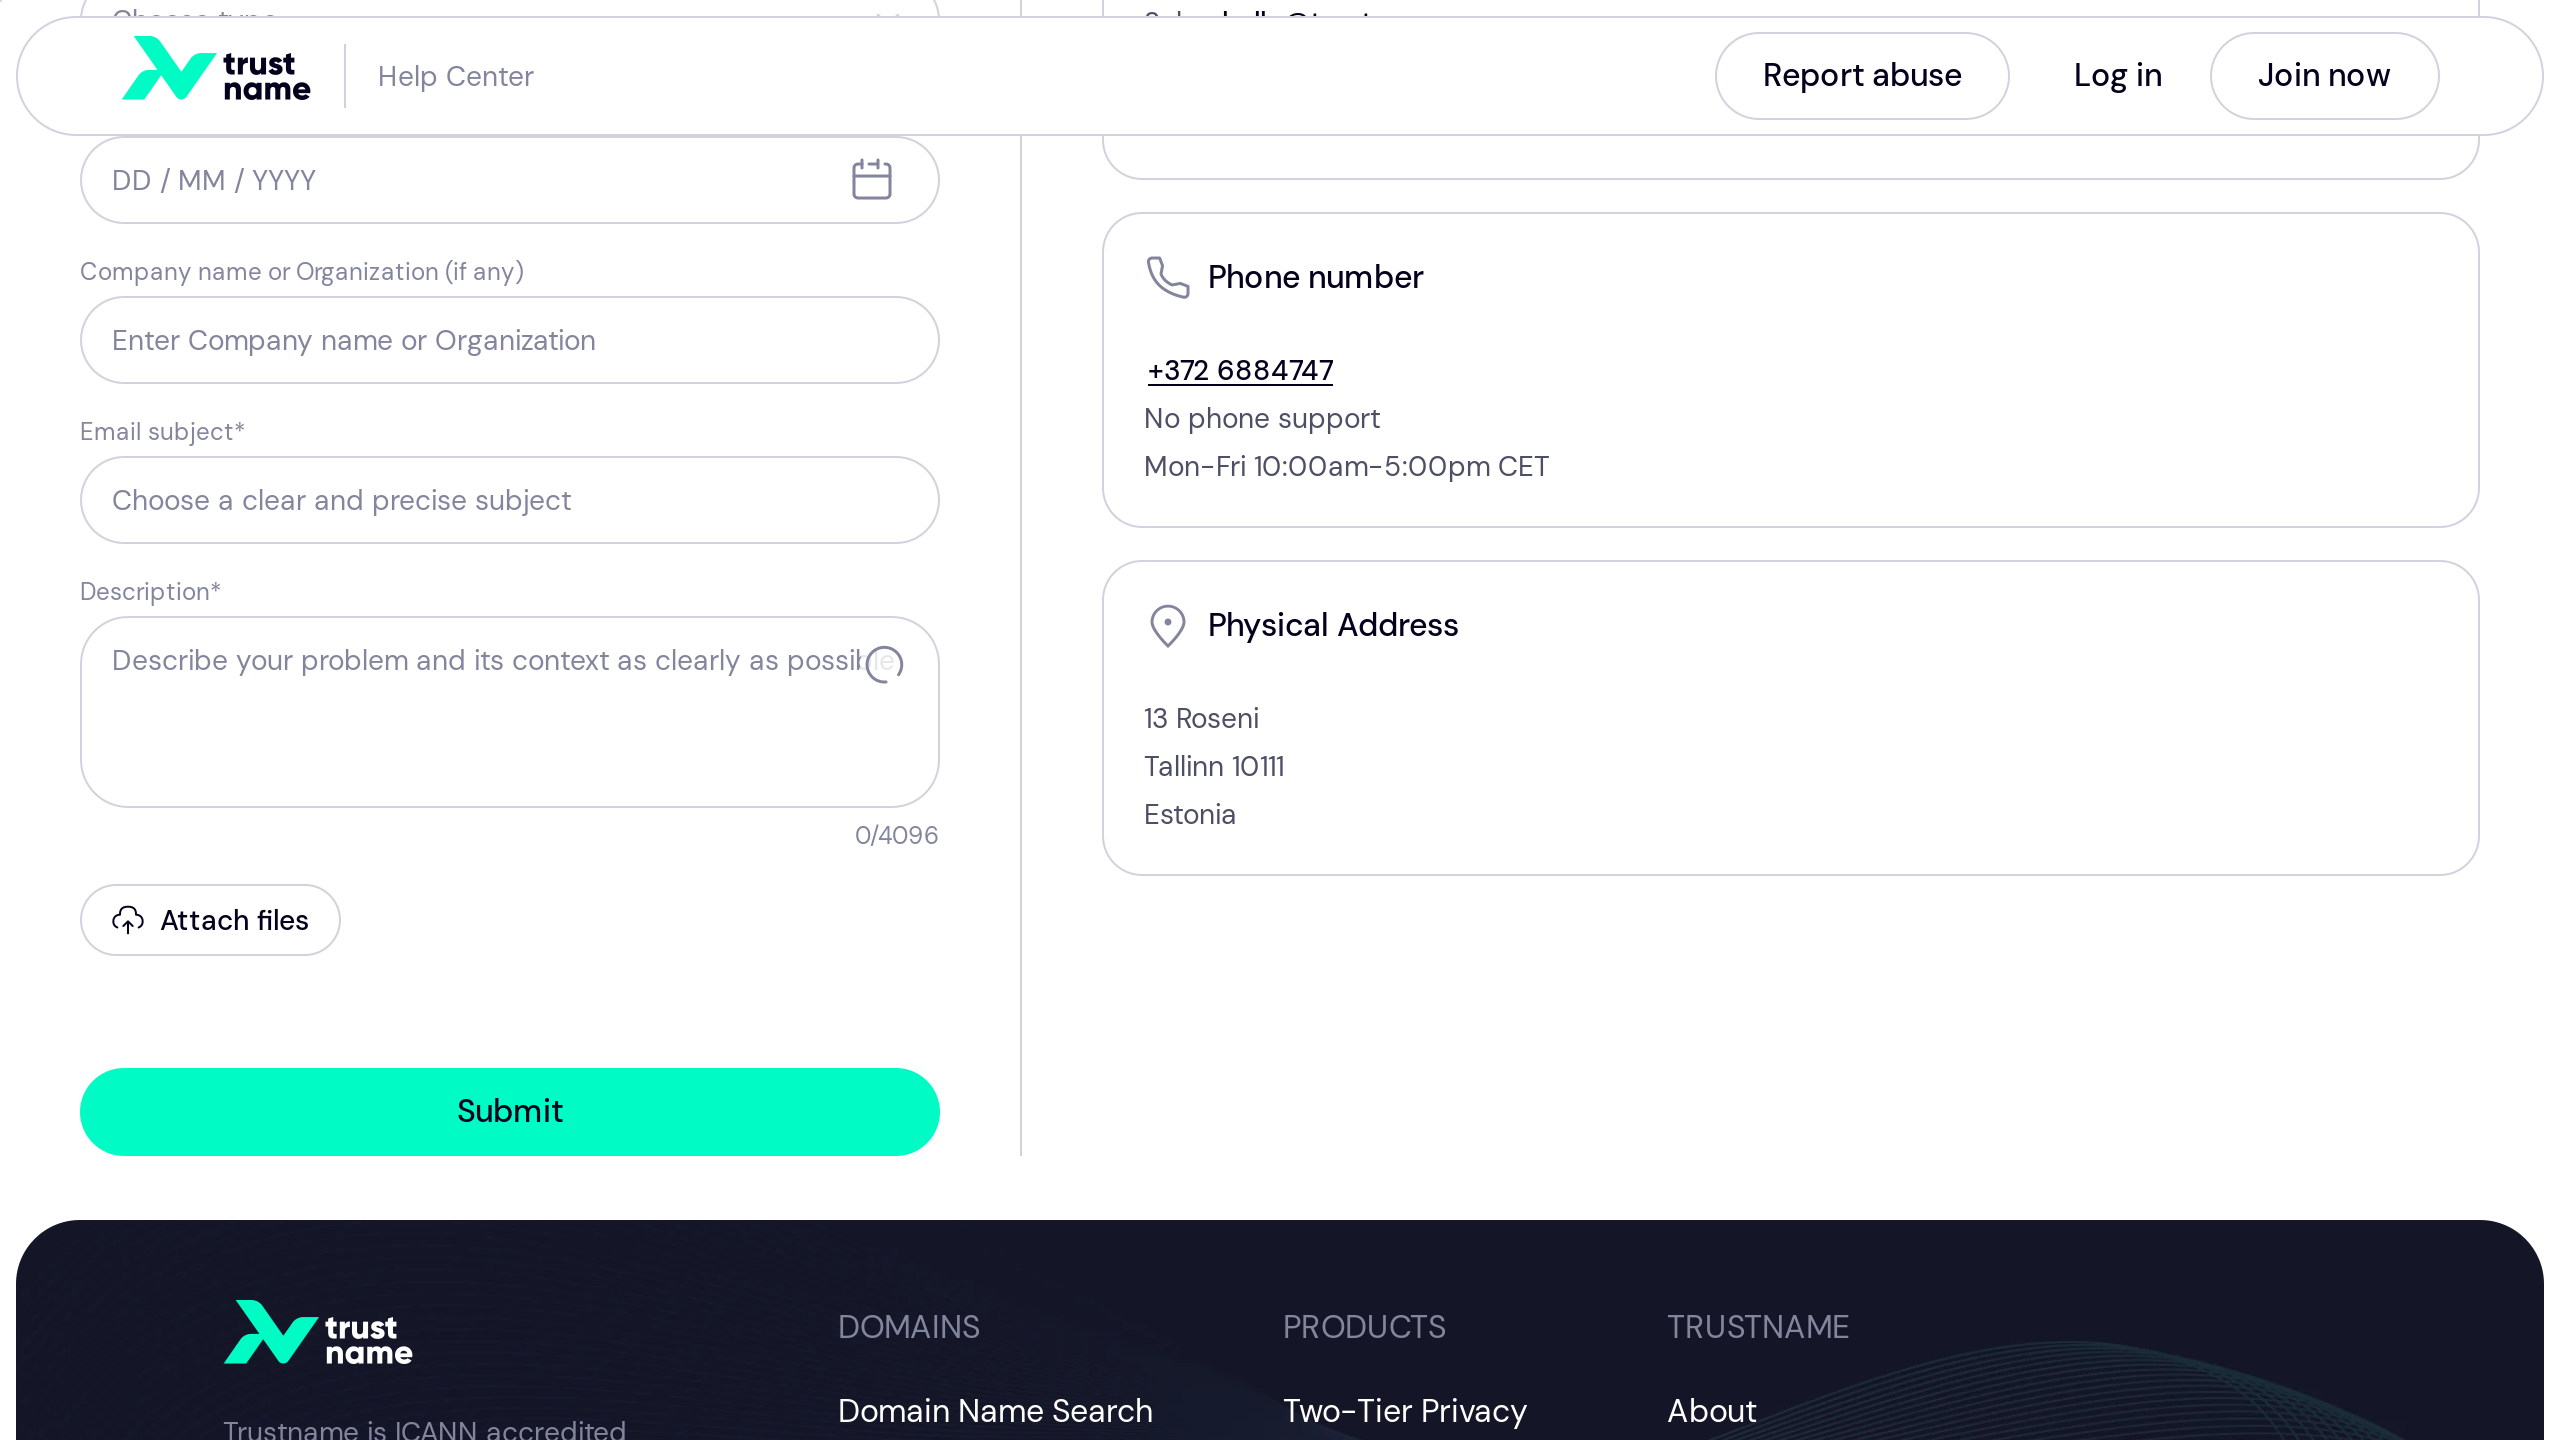 trust
name
Help Center
Report abuse
Log in
Join now
DD / MM / YYYY
Company name or Organization (if any)
Enter Company name or Organization
Email subject*
Choose a clear and precise subject
Description*
Describe your problem and its context as clearly as possible
0/4096
Attach files
Submit
Phone number
+372 6884747
No phone support
Mon-Fri 10:00am-5:00pm CET
Physical Address
13 Roseni
Tallinn 10111
Estonia
trust
name
Trustname is ICANN accredited
DOMAINS
Domain Name Search
PRODUCTS
Two-Tier Privacy
TRUSTNAME
About